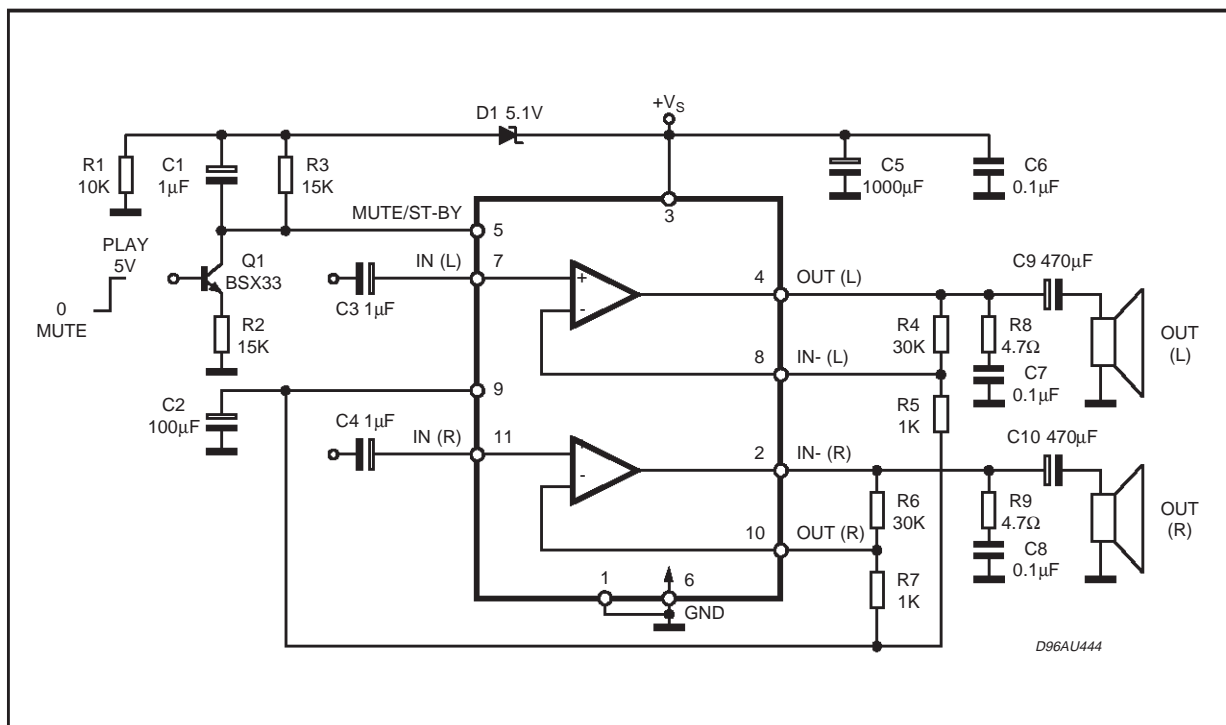 +VS
D1 5.1V
R1
10K
C1
1µF
R3
15K
C5
1000µF
C6
0.1µF
MUTE/ST-BY
3
5
PLAY
5V
0
MUTE
Q1
BSX33
R2
15K
IN (L)
7
C3 1µF
+
-
4
OUT (L)
C9 470µF
R4
30K
R8
4.7Ω
OUT
(L)
8
IN- (L)
C7
0.1µF
R5
1K
C2
100µF
9
C4 1µF
IN (R)
11
+
-
2
IN- (R)
C10 470µF
R6
30K
R9
4.7Ω
OUT
(R)
10
OUT (R)
C8
0.1µF
R7
1K
1
6
GND
D96AU444